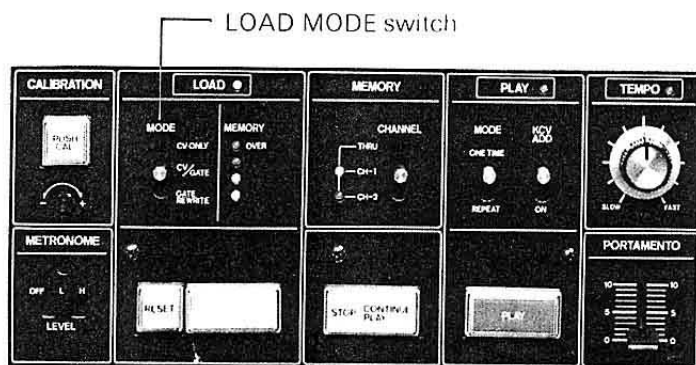 LOAD MODE switch
CALIBRATION
PUSH
CAL
- +
METRONOME
OFF L H
LEVEL
LOAD
MODE
CV ONLY
CV/GATE
GATE
REWRITE
MEMORY
OVER
RESET
MEMORY
CHANNEL
THRU
CH-1
CH-2
STOP
CONTINUE
PLAY
PLAY
MODE
ONE TIME
REPEAT
KCV
ADD
ON
PLAY
TEMPO
SLOW FAST
PORTAMENTO
10 10
5 5
0 0